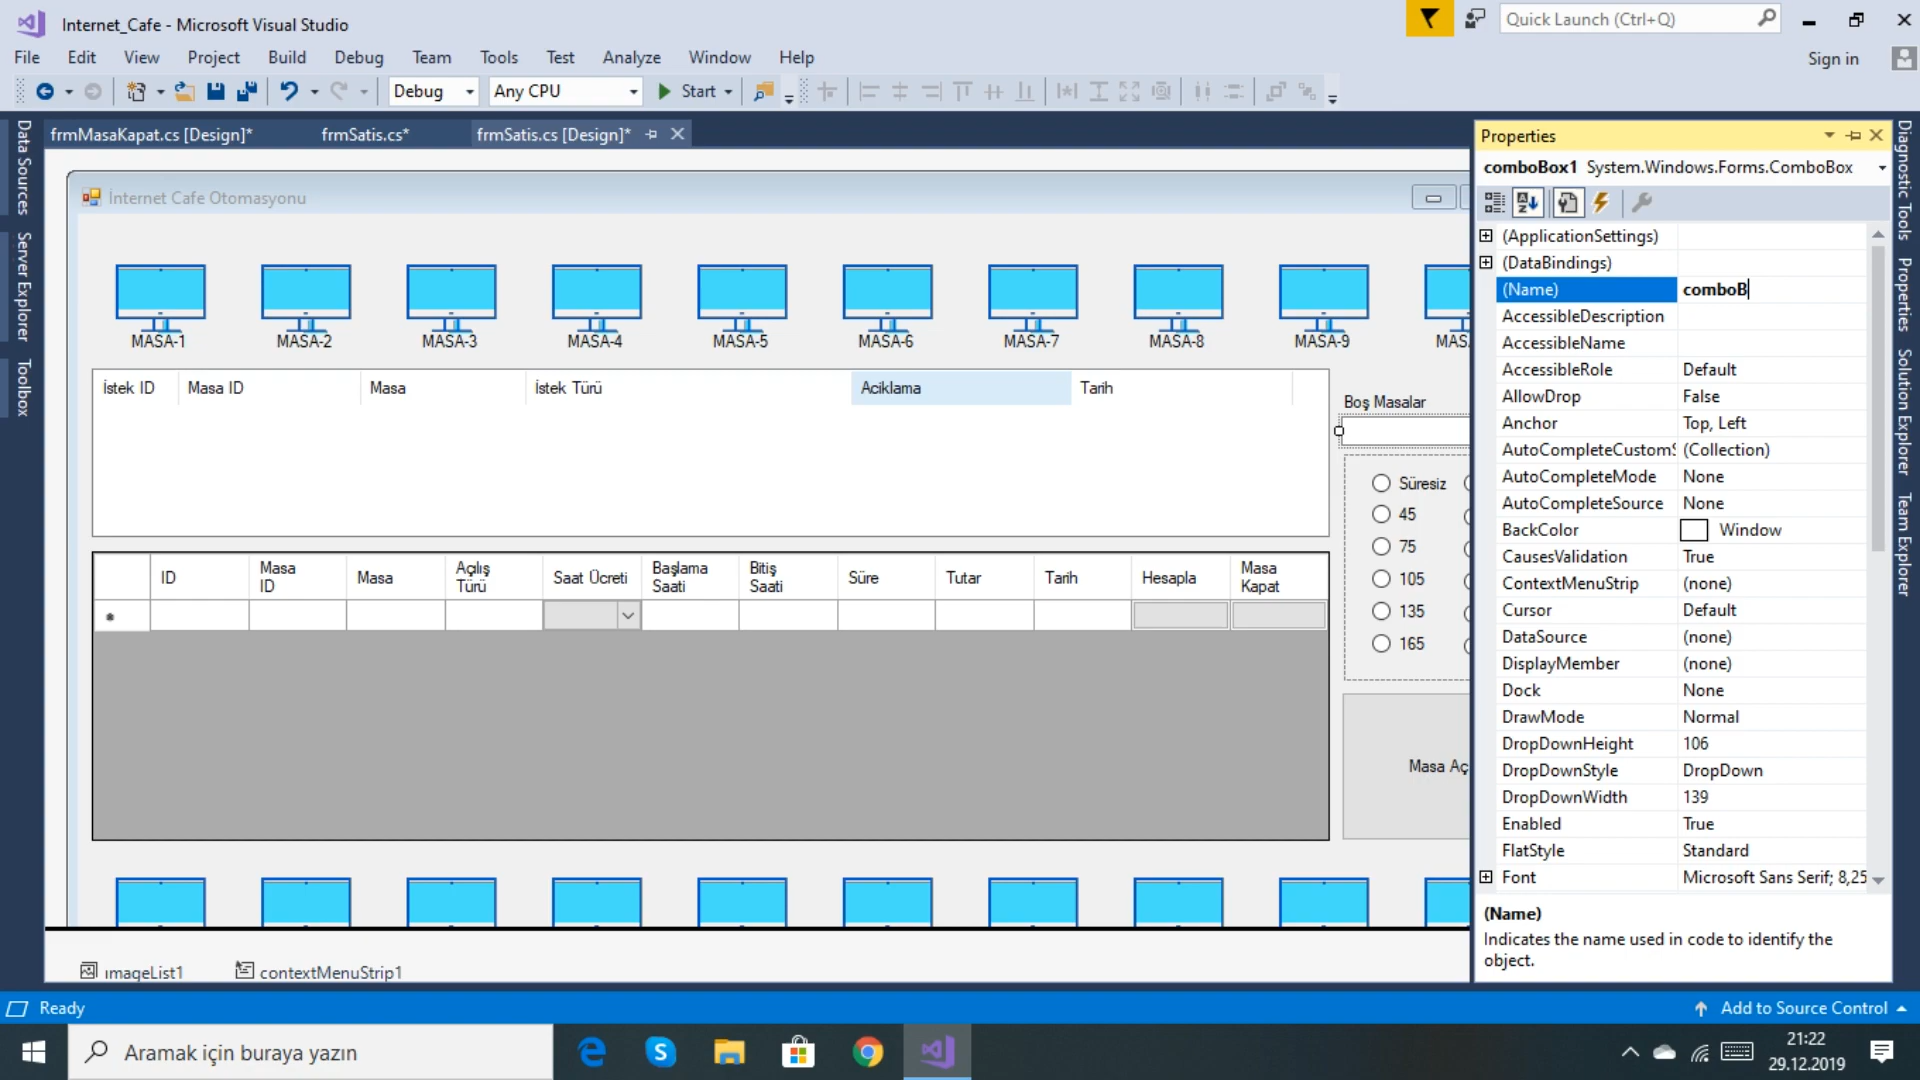 Internet_Cafe - Microsoft Visual Studio
Quick Launch (Ctrl+Q)
File Edit View Project Build Debug Team Tools Test Analyze Window Help
Sign in
Debug Any CPU Start
frmMasaKapat.cs [Design]* frmSatis.cs* frmSatis.cs [Design]*
Data Sources
Server Explorer
Toolbox
İnternet Cafe Otomasyonu
MASA-1 MASA-2 MASA-3 MASA-4 MASA-5 MASA-6 MASA-7 MASA-8 MASA-9 MAS
İstek ID Masa ID Masa İstek Türü Aciklama Tarih
Boş Masalar
Süresiz
45
75
105
135
165
ID Masa ID Masa Açılış Türü Saat Ücreti Başlama Saati Bitiş Saati Süre Tutar Tarih Hesapla Masa Kapat
Masa Aç
imageList1 contextMenuStrip1
Properties
comboBox1 System.Windows.Forms.ComboBox
(ApplicationSettings)
(DataBindings)
(Name) comboB
AccessibleDescription
AccessibleName
AccessibleRole Default
AllowDrop False
Anchor Top, Left
AutoCompleteCustomS (Collection)
AutoCompleteMode None
AutoCompleteSource None
BackColor Window
CausesValidation True
ContextMenuStrip (none)
Cursor Default
DataSource (none)
DisplayMember (none)
Dock None
DrawMode Normal
DropDownHeight 106
DropDownStyle DropDown
DropDownWidth 139
Enabled True
FlatStyle Standard
Font Microsoft Sans Serif; 8,25
(Name)
Indicates the name used in code to identify the
object.
Diagnostic Tools
Properties
Solution Explorer
Team Explorer
Ready
Add to Source Control
Aramak için buraya yazın
21:22
29.12.2019